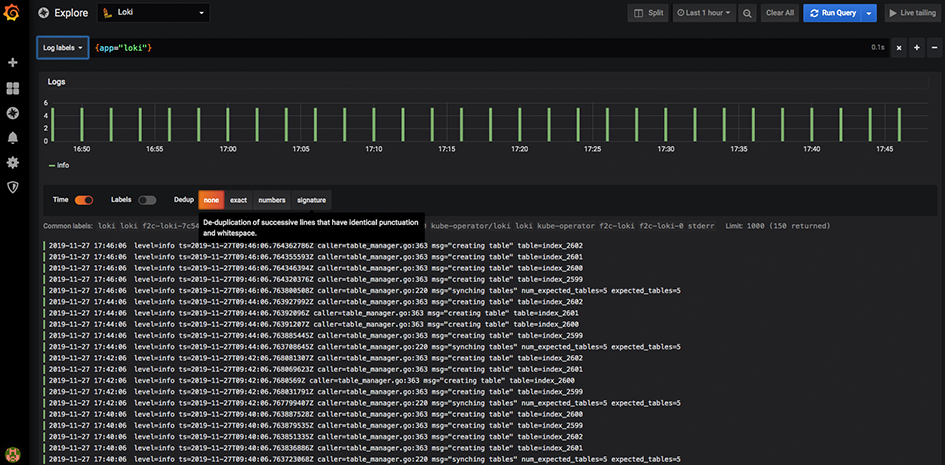 Explore Loki Split Last 1 hour Clear All Run Query Live tailing
Log labels {app="loki"} 0.1s
Logs
6
4
2
0
16:50 16:55 17:00 17:05 17:10 17:15 17:20 17:25 17:30 17:35 17:40 17:45
info
Time Labels Dedup none exact numbers signature
De-duplication of successive lines that have identical punctuation
and whitespace.
Common labels: loki loki f2c-loki-7c54 kube-operator/loki loki kube-operator f2c-loki f2c-loki-0 stderr Limit: 1000 (150 returned)
2019-11-27 17:46:06 level=info ts=2019-11-27T09:46:06.764362786Z caller=table_manager.go:363 msg="creating table" table=index_2602
2019-11-27 17:46:06 level=info ts=2019-11-27T09:46:06.764355593Z caller=table_manager.go:363 msg="creating table" table=index_2601
2019-11-27 17:46:06 level=info ts=2019-11-27T09:46:06.764346394Z caller=table_manager.go:363 msg="creating table" table=index_2600
2019-11-27 17:46:06 level=info ts=2019-11-27T09:46:06.764320376Z caller=table_manager.go:363 msg="creating table" table=index_2599
2019-11-27 17:46:06 level=info ts=2019-11-27T09:46:06.763805508Z caller=table_manager.go:220 msg="synching tables" num_expected_tables=5 expected_tables=5
2019-11-27 17:44:06 level=info ts=2019-11-27T09:44:06.763927992Z caller=table_manager.go:363 msg="creating table" table=index_2602
2019-11-27 17:44:06 level=info ts=2019-11-27T09:44:06.76392096Z caller=table_manager.go:363 msg="creating table" table=index_2601
2019-11-27 17:44:06 level=info ts=2019-11-27T09:44:06.76391207Z caller=table_manager.go:363 msg="creating table" table=index_2600
2019-11-27 17:44:06 level=info ts=2019-11-27T09:44:06.763885445Z caller=table_manager.go:363 msg="creating table" table=index_2599
2019-11-27 17:44:06 level=info ts=2019-11-27T09:44:06.763708645Z caller=table_manager.go:220 msg="synching tables" num_expected_tables=5 expected_tables=5
2019-11-27 17:42:06 level=info ts=2019-11-27T09:42:06.768081307Z caller=table_manager.go:363 msg="creating table" table=index_2602
2019-11-27 17:42:06 level=info ts=2019-11-27T09:42:06.768069623Z caller=table_manager.go:363 msg="creating table" table=index_2601
2019-11-27 17:42:06 level=info ts=2019-11-27T09:42:06.7680569Z caller=table_manager.go:363 msg="creating table" table=index_2600
2019-11-27 17:42:06 level=info ts=2019-11-27T09:42:06.768031791Z caller=table_manager.go:363 msg="creating table" table=index_2599
2019-11-27 17:42:06 level=info ts=2019-11-27T09:42:06.767799407Z caller=table_manager.go:220 msg="synching tables" num_expected_tables=5 expected_tables=5
2019-11-27 17:40:06 level=info ts=2019-11-27T09:40:06.763887528Z caller=table_manager.go:363 msg="creating table" table=index_2600
2019-11-27 17:40:06 level=info ts=2019-11-27T09:40:06.763879535Z caller=table_manager.go:363 msg="creating table" table=index_2599
2019-11-27 17:40:06 level=info ts=2019-11-27T09:40:06.763851335Z caller=table_manager.go:363 msg="creating table" table=index_2602
2019-11-27 17:40:06 level=info ts=2019-11-27T09:40:06.763836886Z caller=table_manager.go:363 msg="creating table" table=index_2601
2019-11-27 17:40:06 level=info ts=2019-11-27T09:40:06.763723068Z caller=table_manager.go:220 msg="synching tables" num_expected_tables=5 expected_tables=5